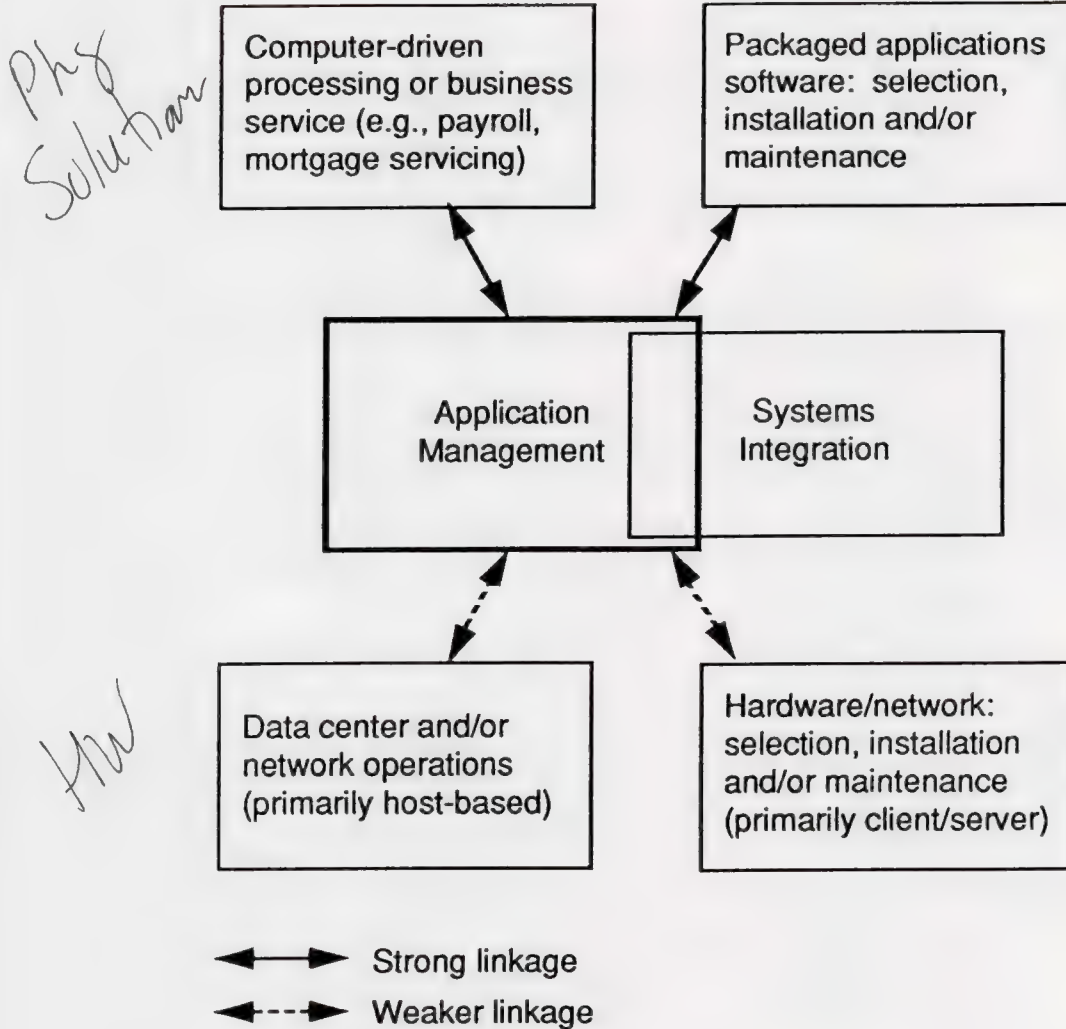 Computer-driven
processing or business
service (e.g., payroll,
mortgage servicing)
Packaged applications
software: selection,
installation and/or
maintenance
Solution
Application
Management
Systems
Integration
HW
Data center and/or
network operations
(primarily host-based)
Hardware/network:
selection, installation
and/or maintenance
(primarily client/server)
Strong linkage
Weaker linkage